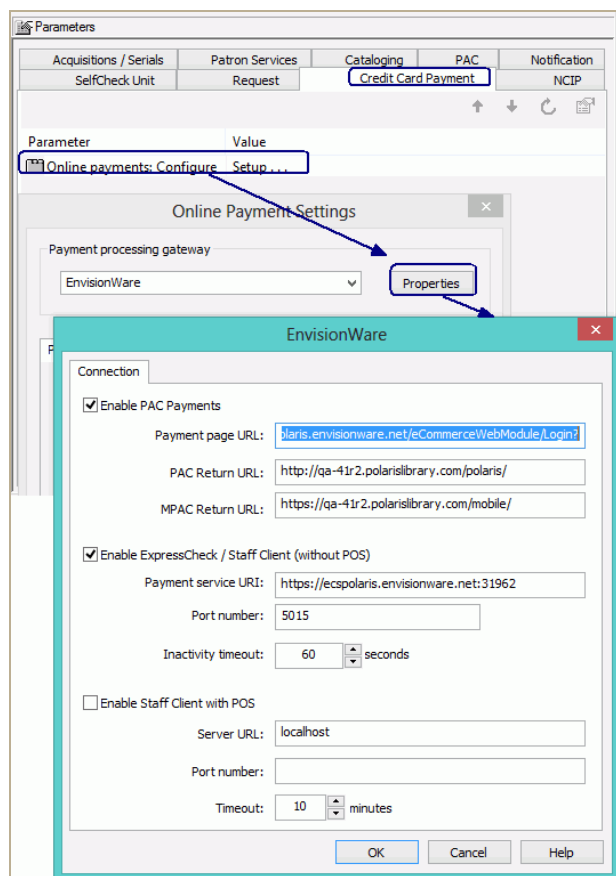 Parameters
Acquisitions / Serials Patron Services Cataloging PAC Notification
SelfCheck Unit Request Credit Card Payment NCIP
Parameter Value
Online payments: Configure Setup . . .
Online Payment Settings
Payment processing gateway
EnvisionWare Properties
EnvisionWare
P
Connection
Enable PAC Payments
Payment page URL: olaris.envisionware.net/eCommerceWebModule/Login?
PAC Return URL: http://qa-41r2.polarislibrary.com/polaris/
MPAC Return URL: https://qa-41r2.polarislibrary.com/mobile/
Enable ExpressCheck / Staff Client (without POS)
Payment service URI: https://ecspolaris.envisionware.net:31962
Port number: 5015
Inactivity timeout: 60 seconds
Enable Staff Client with POS
Server URL: localhost
Port number:
Timeout: 10 minutes
OK Cancel Help